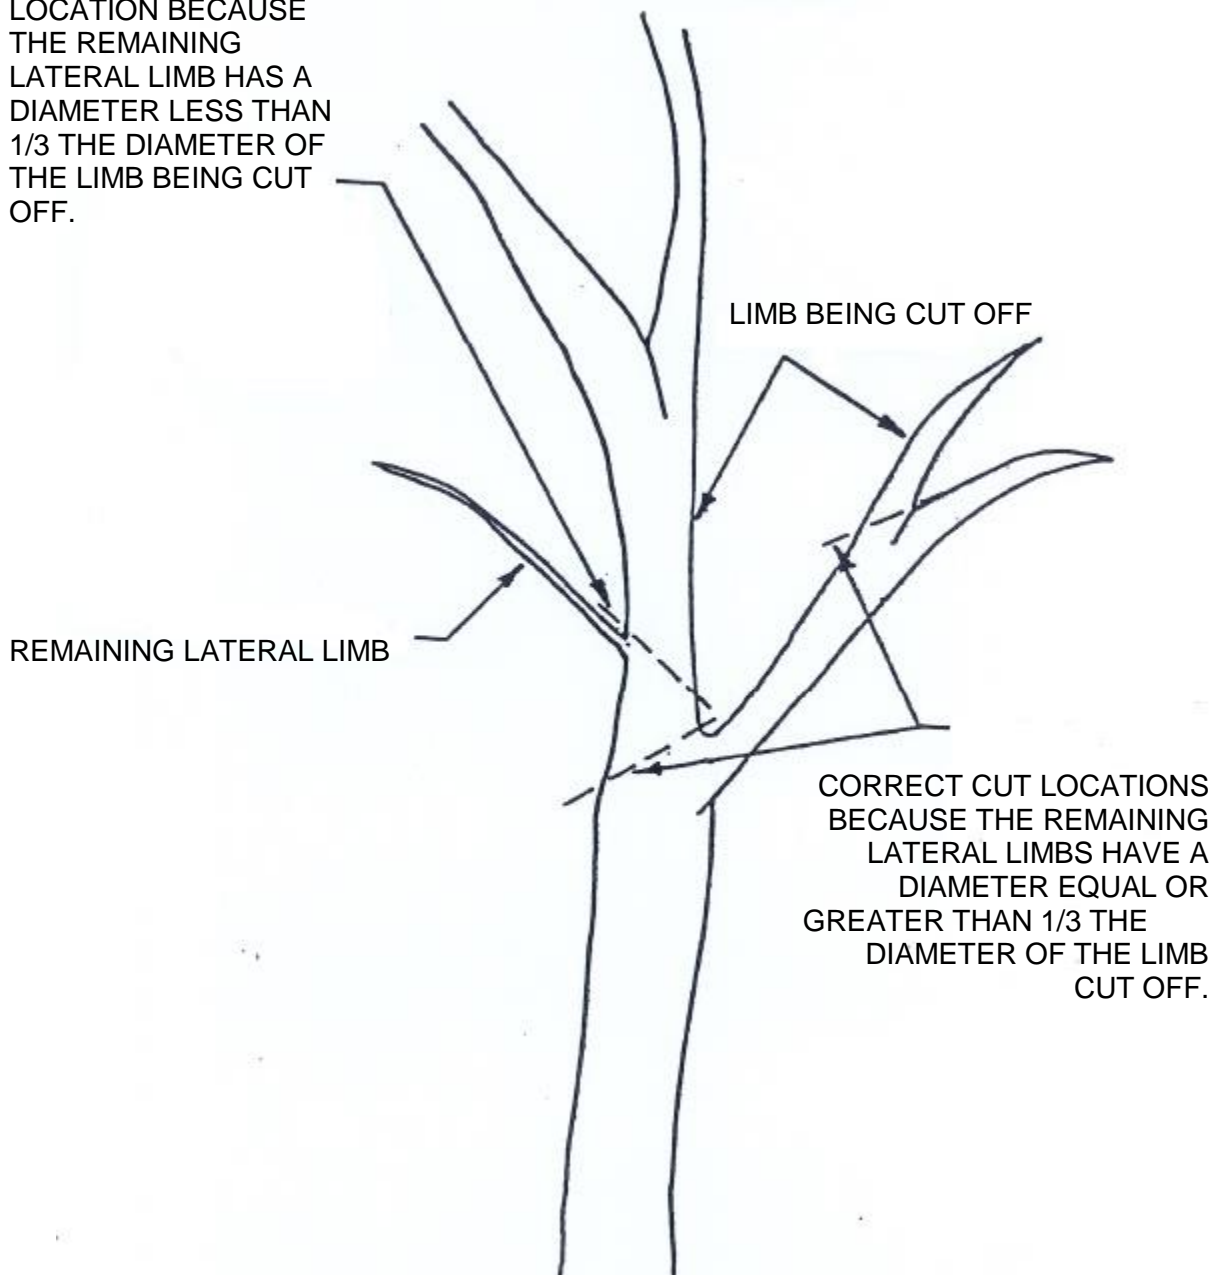 LOCATION BECAUSE
THE REMAINING
LATERAL LIMB HAS A
DIAMETER LESS THAN
1/3 THE DIAMETER OF
THE LIMB BEING CUT
OFF.
LIMB BEING CUT OFF
REMAINING LATERAL LIMB
CORRECT CUT LOCATIONS
BECAUSE THE REMAINING
LATERAL LIMBS HAVE A
DIAMETER EQUAL OR
GREATER THAN 1/3 THE
DIAMETER OF THE LIMB
CUT OFF.